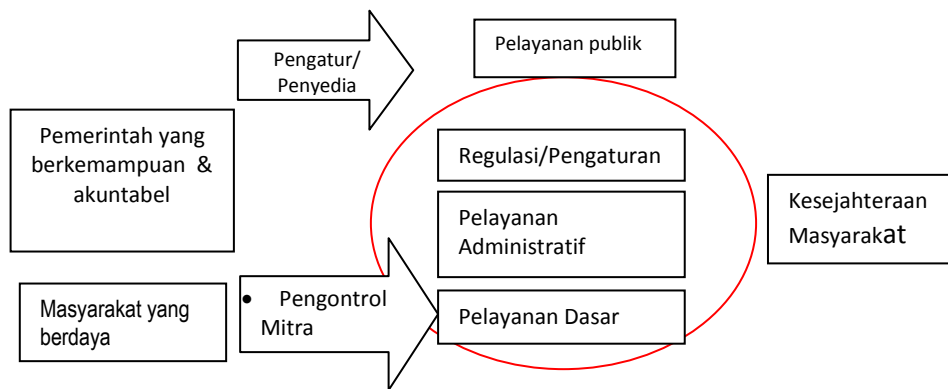 Pengatur/
Penyedia
Pelayanan publik
Pemerintah yang
berkemampuan &
akuntabel
Regulasi/Pengaturan
Pelayanan
Administratif
Kesejahteraan
Masyarakat
Masyarakat yang
berdaya
• Pengontrol
Mitra
Pelayanan Dasar